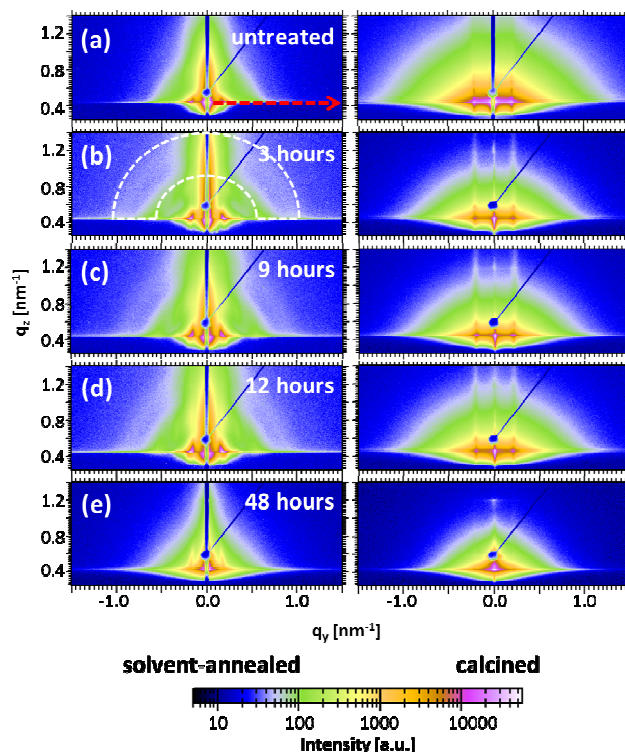 (a) untreated
1.2
0.8
0.4
(b) 3 hours
1.2
0.8
0.4
(c) 9 hours
1.2
0.8
0.4
qz [nm-1]
(d) 12 hours
1.2
0.8
0.4
(e) 48 hours
1.2
0.8
0.4
-1.0 0.0 1.0 -1.0 0.0 1.0
qy [nm-1]
solvent-annealed calcined
10 100 1000 10000
Intensity [a.u.]